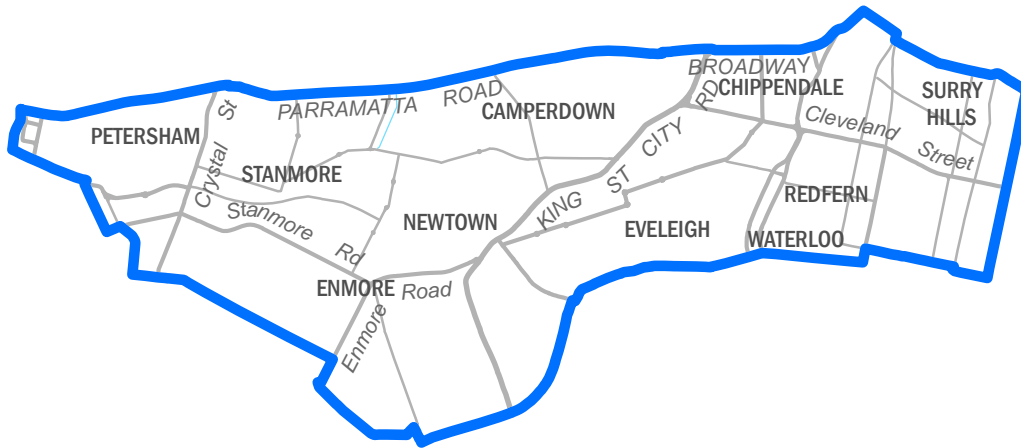 BROADWAY
CHIPPENDALE
SURRY
HILLS
PARRAMATTA ROAD
CAMPERDOWN
CITY RD
Cleveland Street
PETERSHAM
Crystal St
STANMORE
KING ST
REDFERN
Stanmore Rd
NEWTOWN
EVELEIGH
WATERLOO
ENMORE
Enmore Road